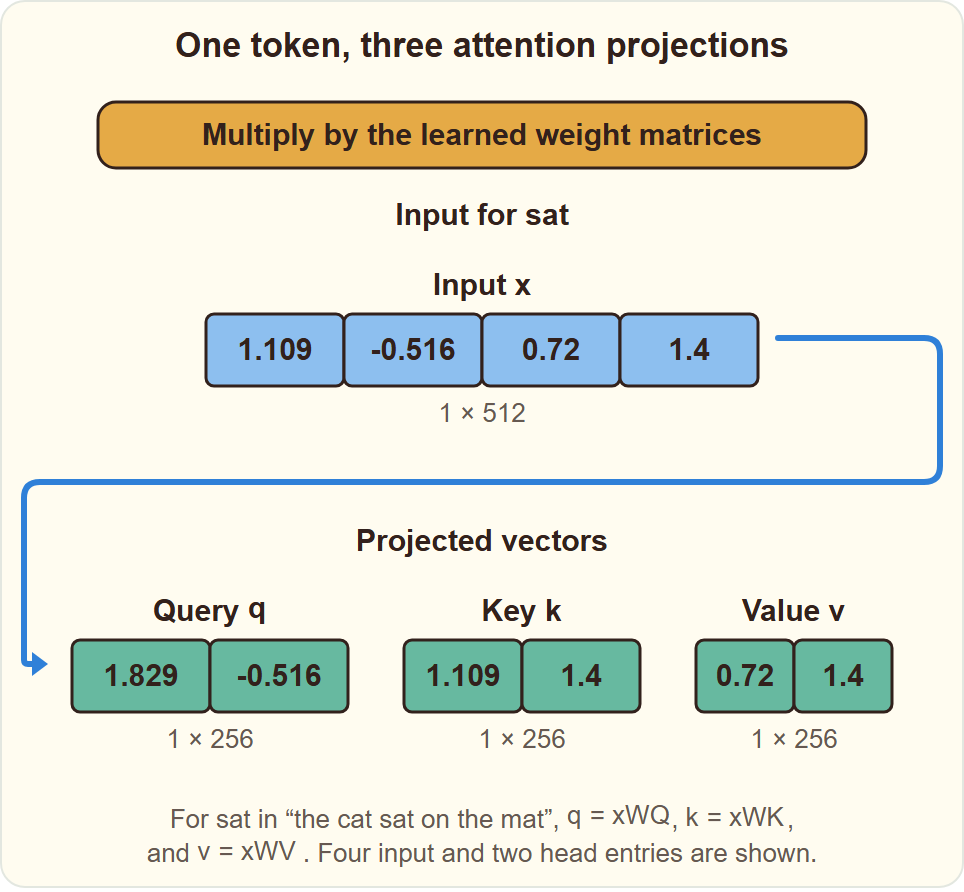 One token, three attention projections
Multiply by the learned weight matrices
Input for sat
Input x
1.109 -0.516 0.72 1.4
1 × 512
Projected vectors
Query q Key k Value v
1.829 -0.516 1.109 1.4 0.72 1.4
1 × 256 1 × 256 1 × 256
For sat in “the cat sat on the mat”, q = xWQ, k = xWK,
and v = xWV . Four input and two head entries are shown.